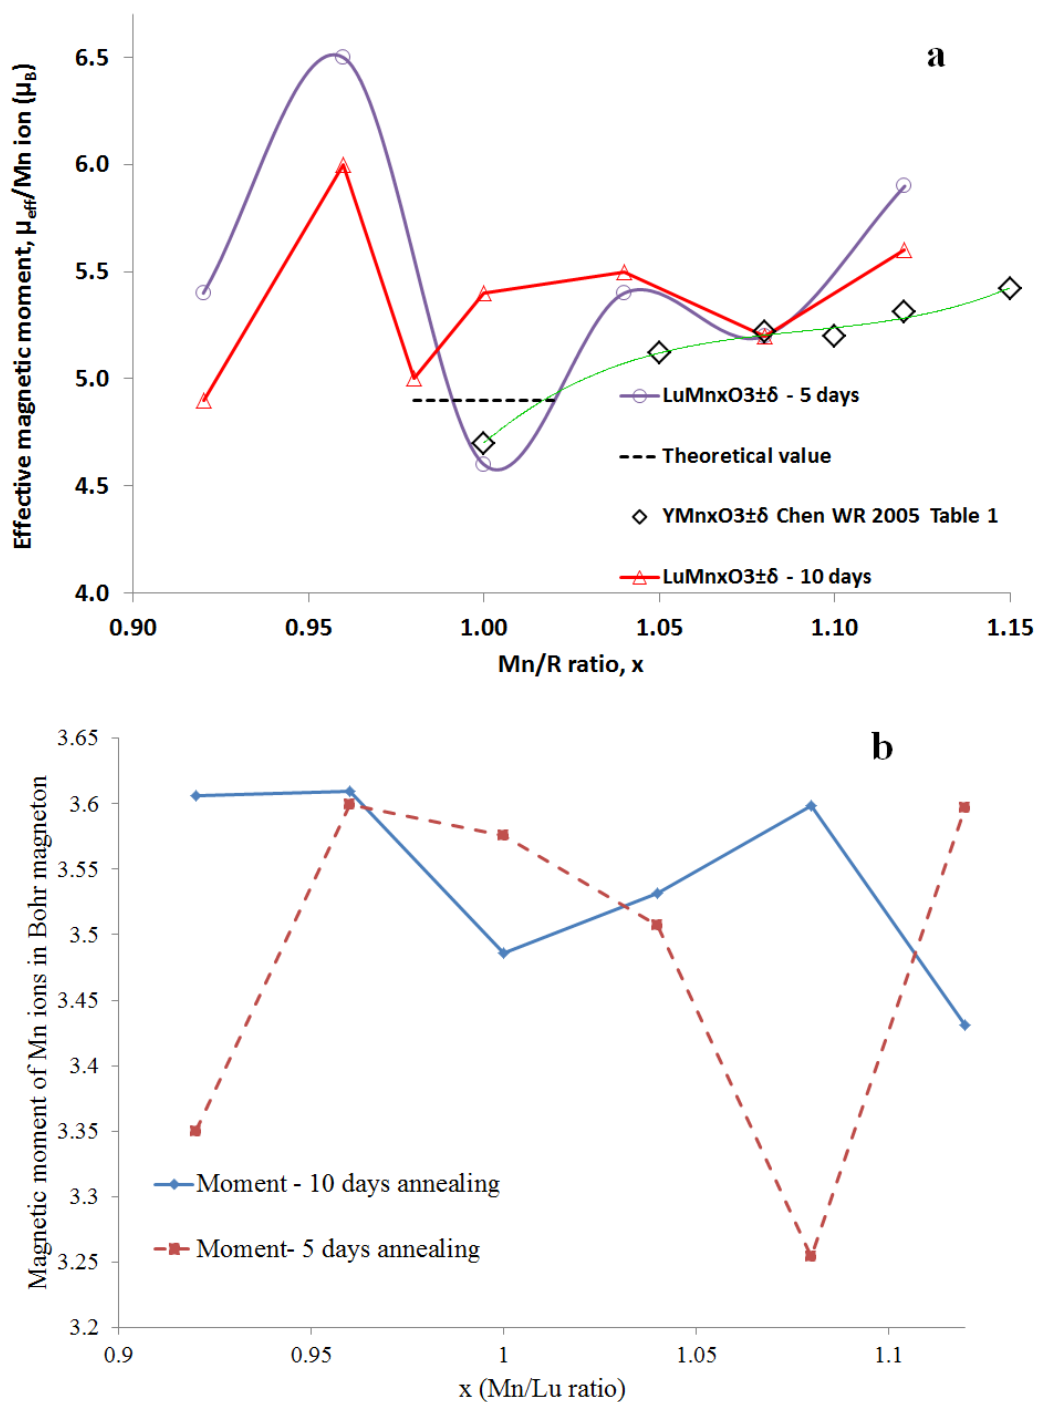 a
Effective magnetic moment, μeff/Mn ion (μB)
6.5
6.0
5.5
5.0
4.5
4.0
0.90
0.95
1.00
1.05
1.10
1.15
Mn/R ratio, x
LuMnxO3±δ - 5 days
Theoretical value
YMnxO3±δ Chen WR 2005 Table 1
LuMnxO3±δ - 10 days
b
Magnetic moment of Mn ions in Bohr magneton
3.65
3.6
3.55
3.5
3.45
3.4
3.35
3.3
3.25
3.2
0.9
0.95
1
1.05
1.1
x (Mn/Lu ratio)
Moment - 10 days annealing
Moment- 5 days annealing